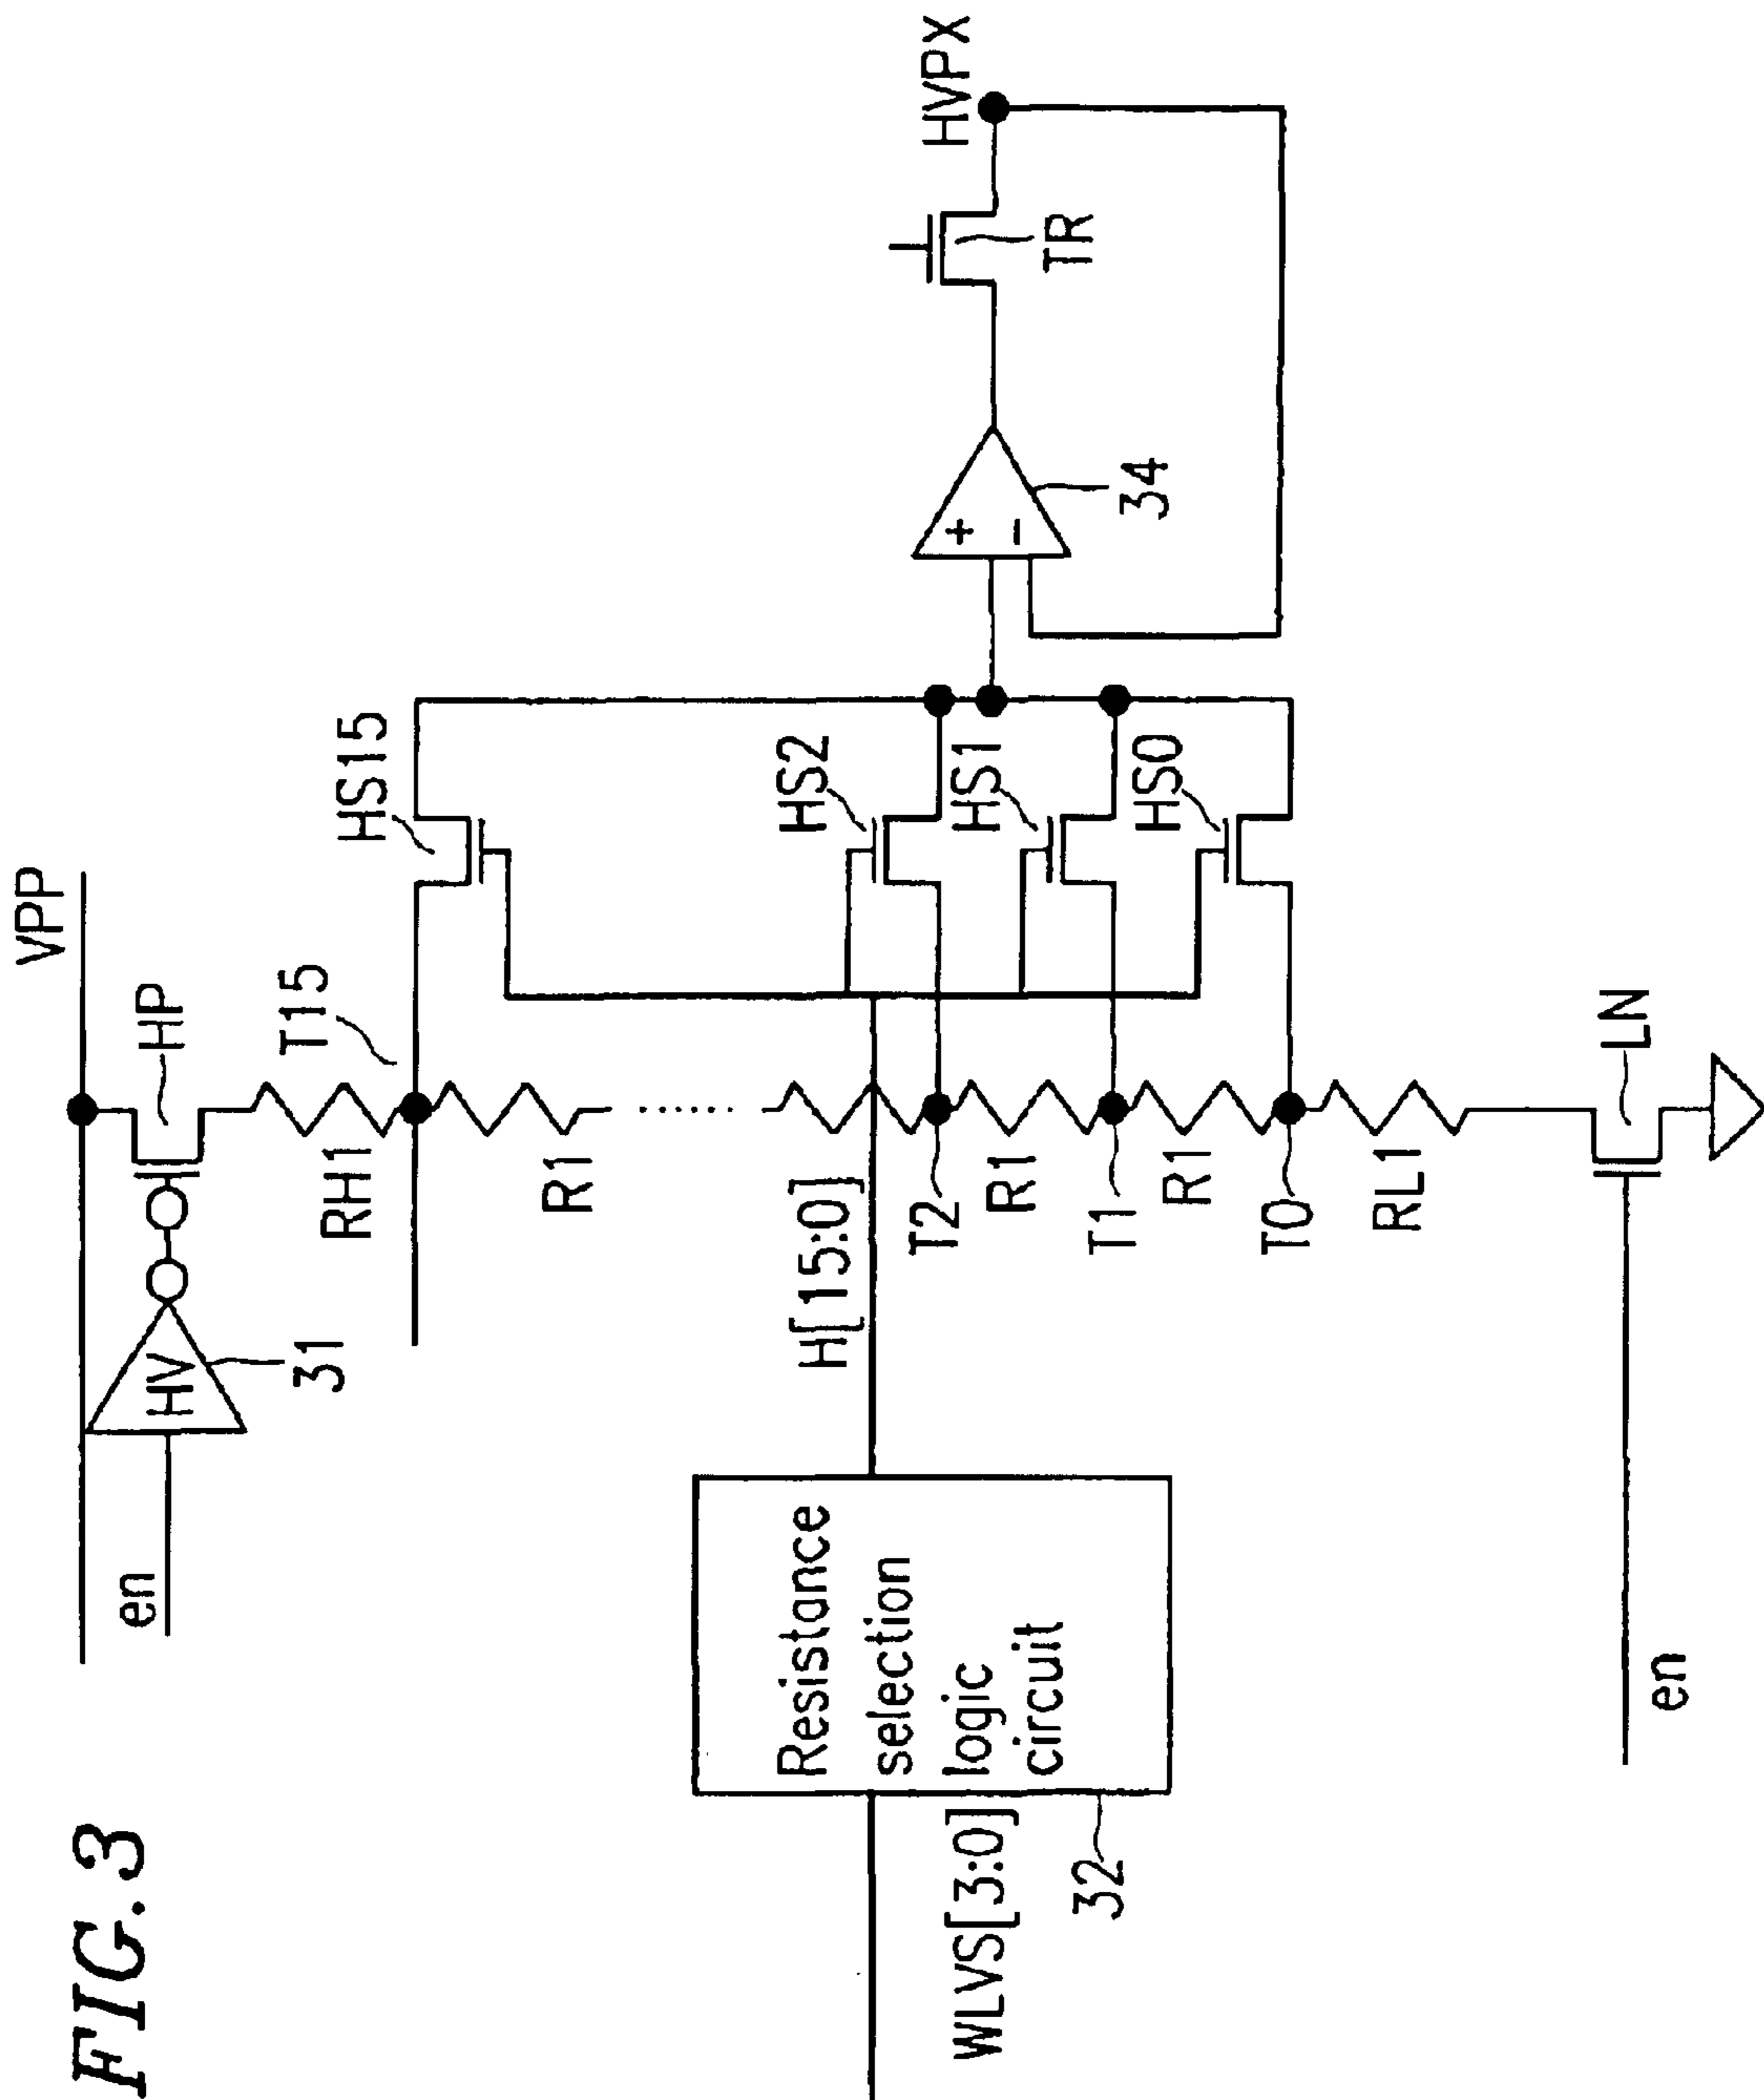 FIG.3
VPP
en
HV
31
HP
RH1
T15
R1
HS15
H[15:0]
Resistance
selection
logic
circuit
WLVS[3:0]
32
T2
R1
T1
R1
T0
RL1
HS2
HS1
HS0
+
-
34
TR
HVPX
LN
en